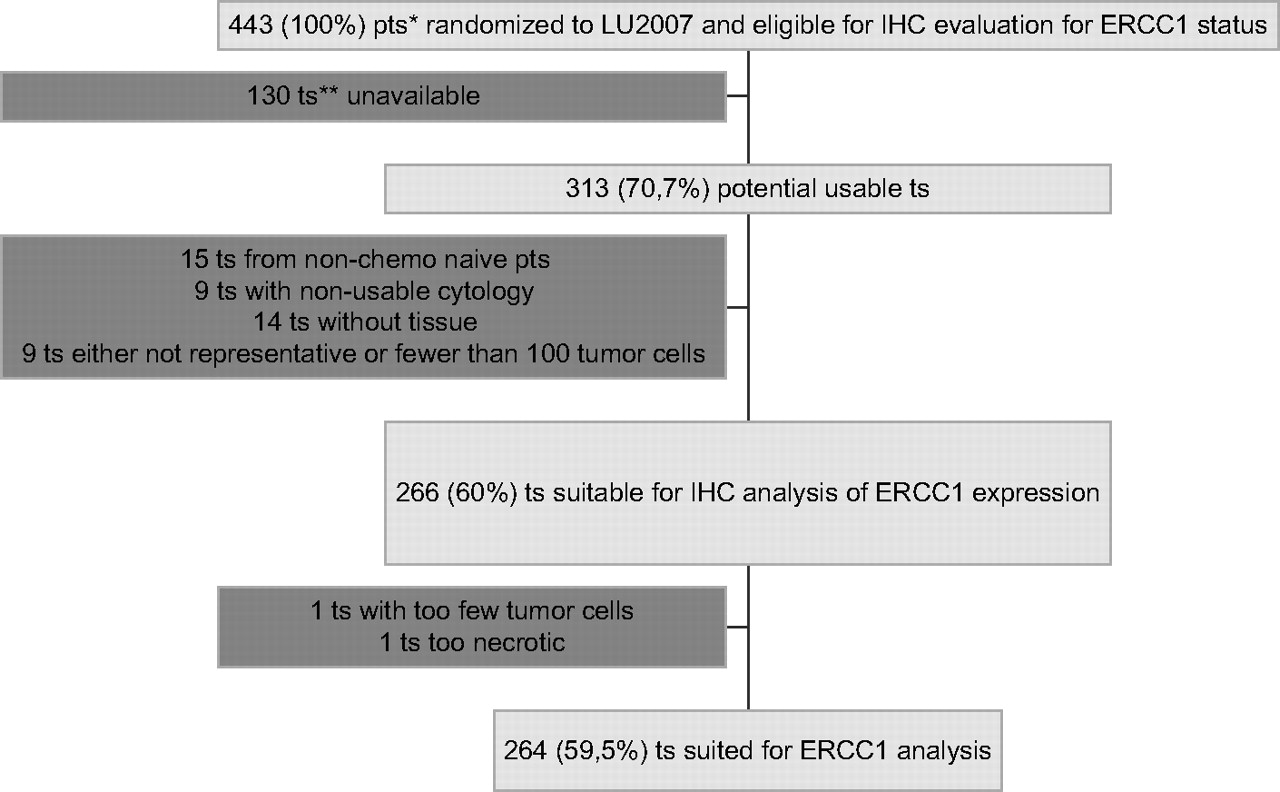 443 (100%) pts* randomized to LU2007 and eligible for IHC evaluation for ERCC1 status
130 ts** unavailable
313 (70,7%) potential usable ts
15 ts from non-chemo naive pts
9 ts with non-usable cytology
14 ts without tissue
9 ts either not representative or fewer than 100 tumor cells
266 (60%) ts suitable for IHC analysis of ERCC1 expression
1 ts with too few tumor cells
1 ts too necrotic
264 (59,5%) ts suited for ERCC1 analysis